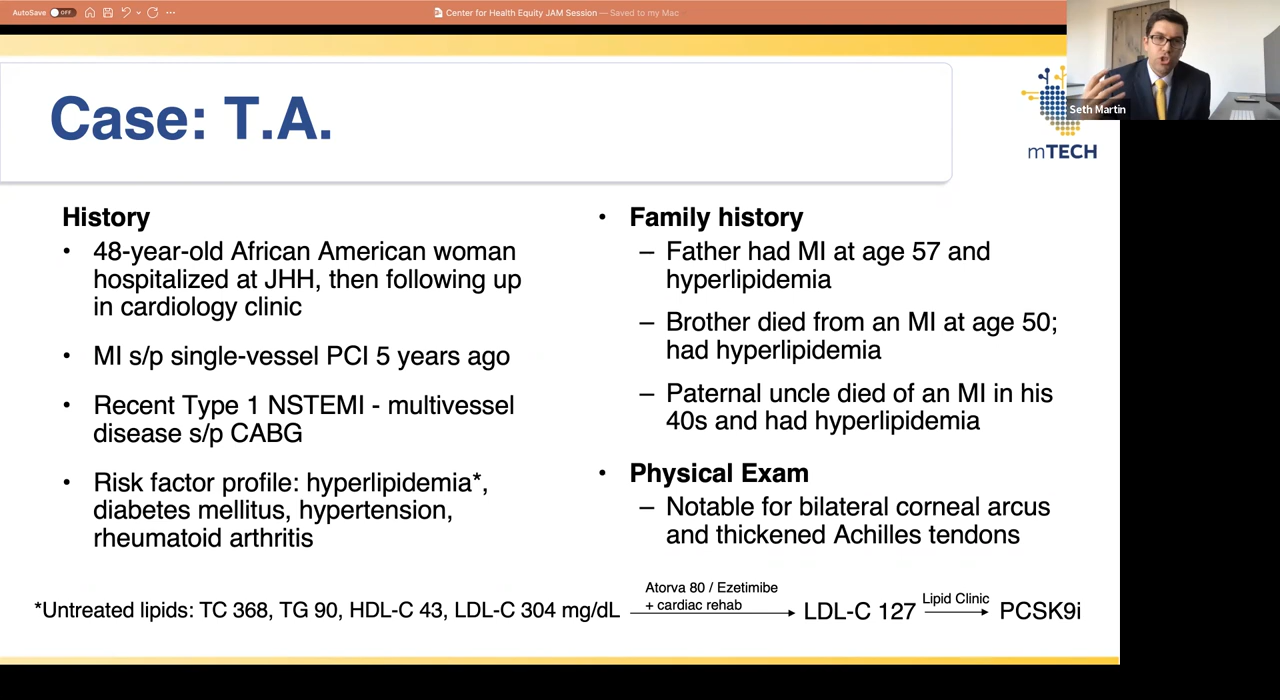 AutoSave OFF
Center for Health Equity JAM Session — Saved to my Mac
Seth Martin
mTECH
Case: T.A.
History
• 48-year-old African American woman
hospitalized at JHH, then following up
in cardiology clinic
• MI s/p single-vessel PCI 5 years ago
• Recent Type 1 NSTEMI - multivessel
disease s/p CABG
• Risk factor profile: hyperlipidemia*,
diabetes mellitus, hypertension,
rheumatoid arthritis
• Family history
– Father had MI at age 57 and
hyperlipidemia
– Brother died from an MI at age 50;
had hyperlipidemia
– Paternal uncle died of an MI in his
40s and had hyperlipidemia
• Physical Exam
– Notable for bilateral corneal arcus
and thickened Achilles tendons
*Untreated lipids: TC 368, TG 90, HDL-C 43, LDL-C 304 mg/dL
Atorva 80 / Ezetimibe
+ cardiac rehab
LDL-C 127
Lipid Clinic
PCSK9i